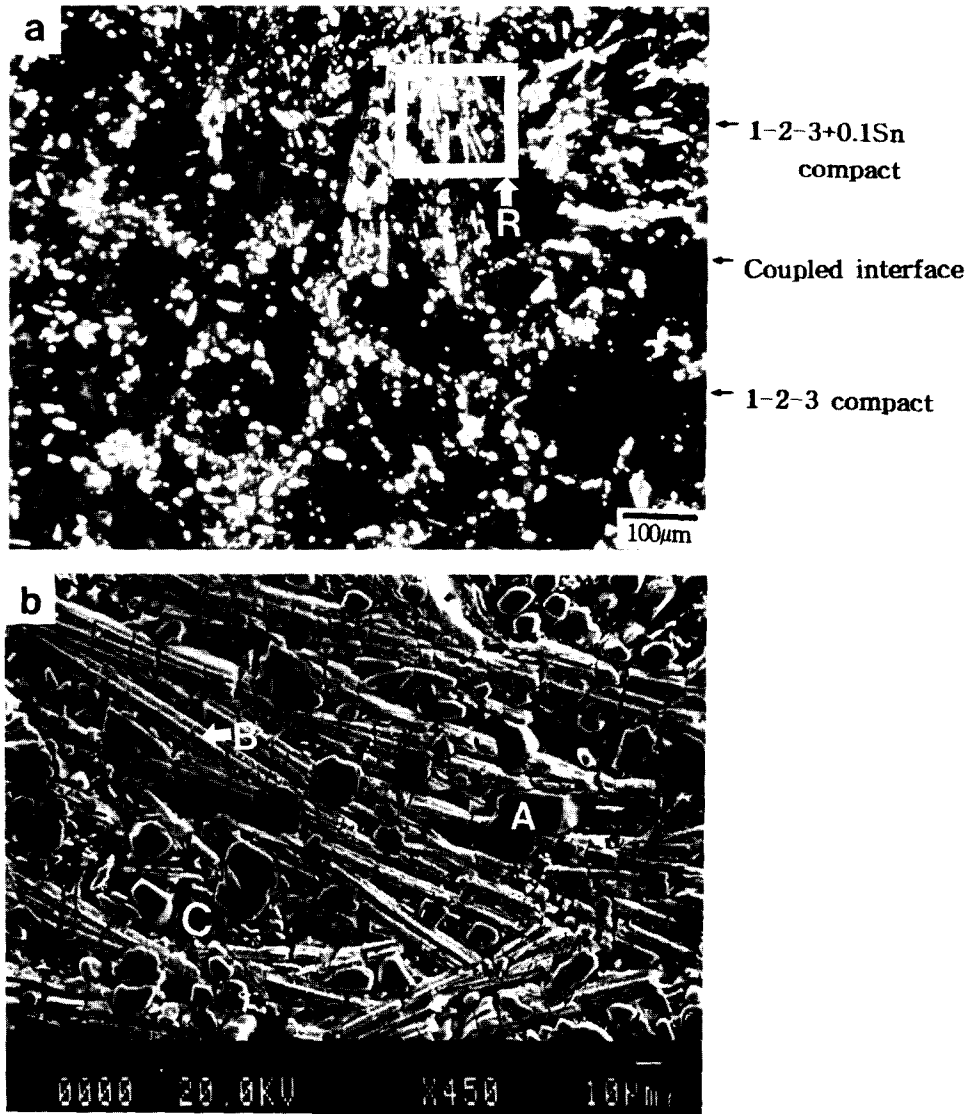 a
1-2-3+0.1Sn
compact
R
Coupled interface
1-2-3 compact
100μm
b
B
A
C
0000 20.0KV X450 10μm